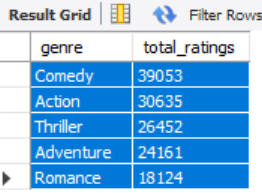 Result Grid Filter Rows
genre total_ratings
Comedy 39053
Action 30635
Thriller 26452
Adventure 24161
Romance 18124